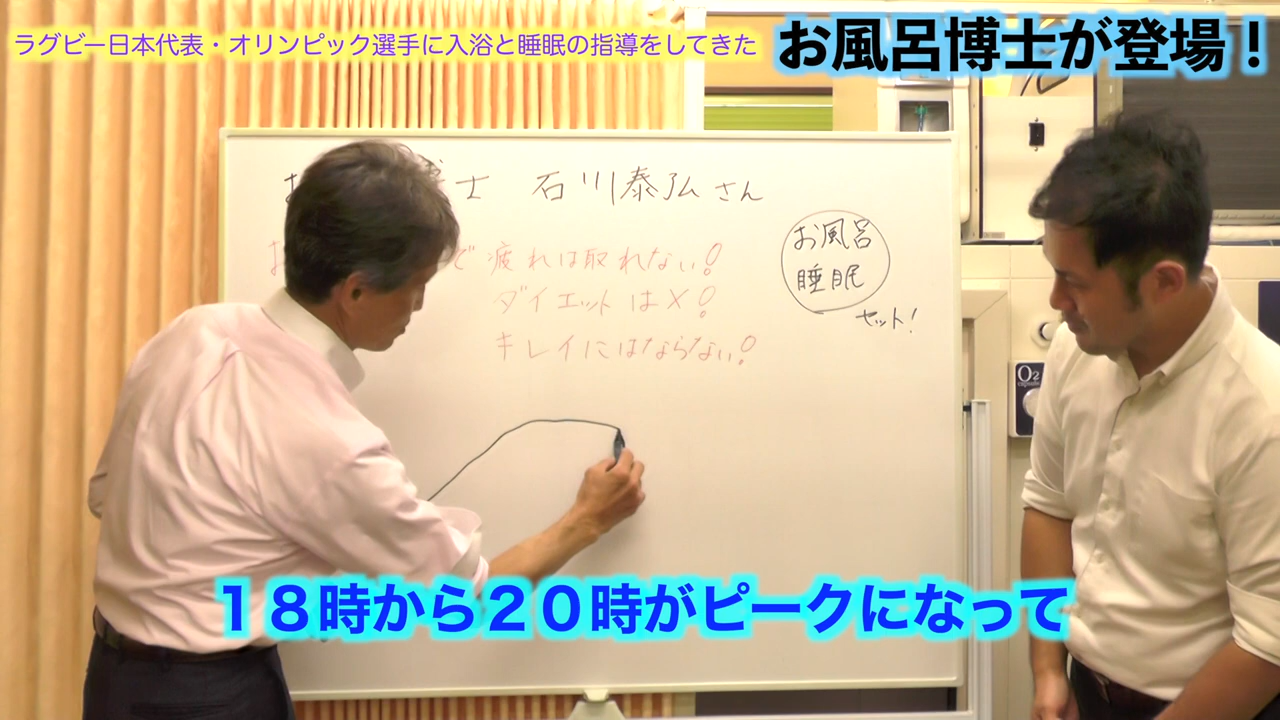 ラグビー日本代表・オリンピック選手に入浴と睡眠の指導をしてきた
お風呂博士が登場！
士 石川泰弘さん
で疲れは取れない!
ダイエットは×!
キレイにはならない!
お風呂
睡眠
セット!
O2
１８時から２０時がピークになって